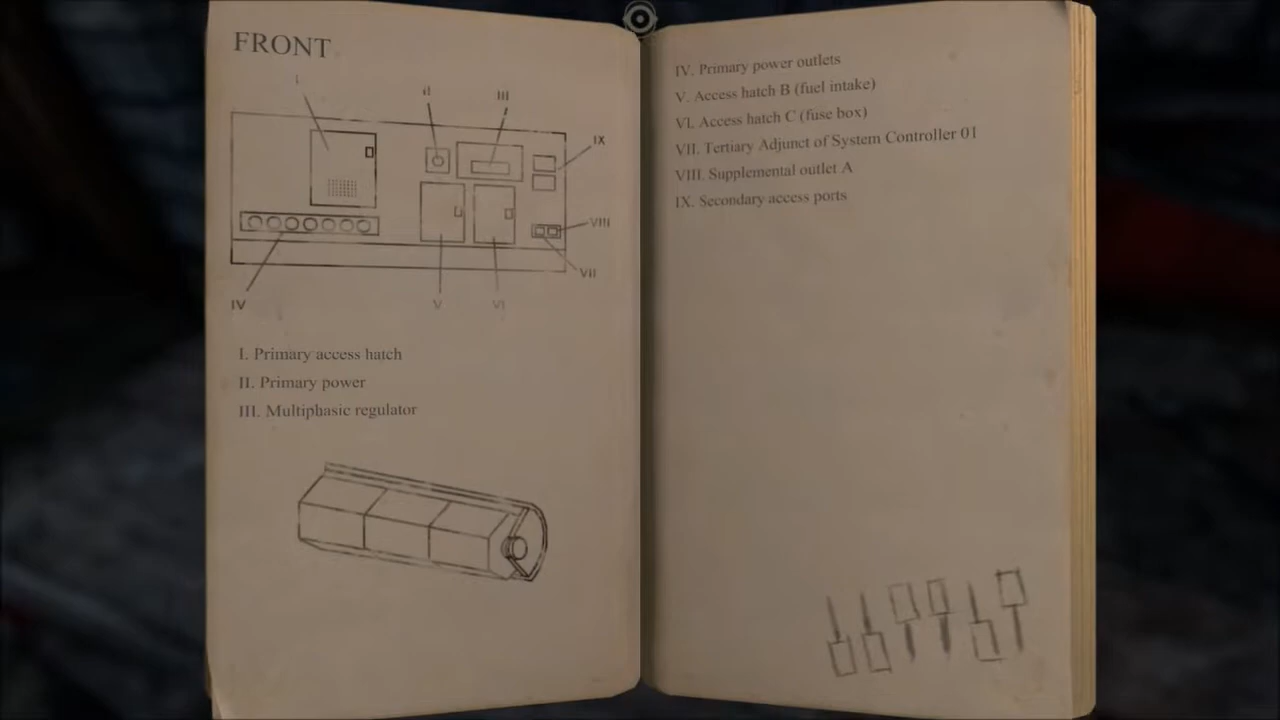 FRONT
I
II
III
IX
VIII
VII
IV
V
VI
I. Primary access hatch
II. Primary power
III. Multiphasic regulator
IV. Primary power outlets
V. Access hatch B (fuel intake)
VI. Access hatch C (fuse box)
VII. Tertiary Adjunct of System Controller 01
VIII. Supplemental outlet A
IX. Secondary access ports